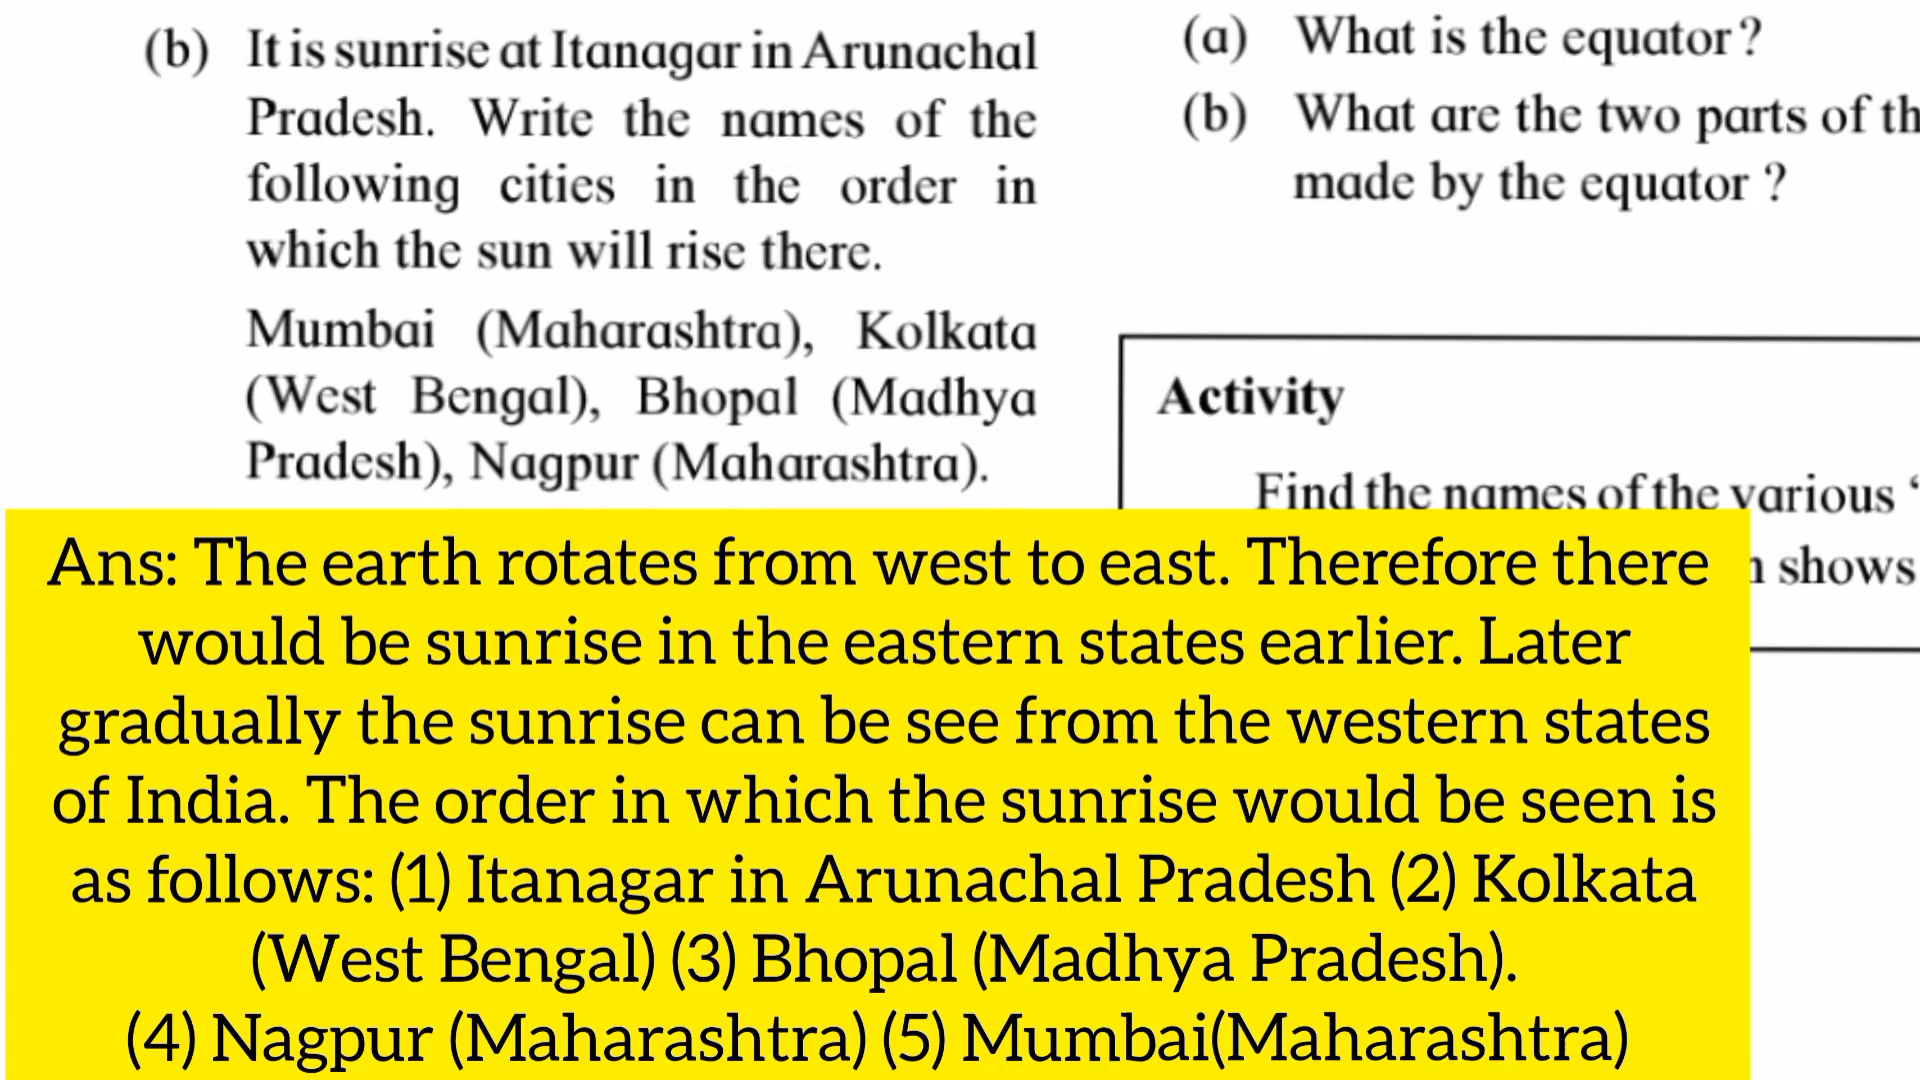 (b) It is sunrise at Itanagar in Arunachal
Pradesh. Write the names of the
following cities in the order in
which the sun will rise there.
Mumbai (Maharashtra), Kolkata
(West Bengal), Bhopal (Madhya
Pradesh), Nagpur (Maharashtra).
(a) What is the equator?
(b) What are the two parts of
made by the equator ?
Activity
Find the names of the various ‘
shows
Ans: The earth rotates from west to east. Therefore there
would be sunrise in the eastern states earlier. Later
gradually the sunrise can be see from the western states
of India. The order in which the sunrise would be seen is
as follows: (1) Itanagar in Arunachal Pradesh (2) Kolkata
(West Bengal) (3) Bhopal (Madhya Pradesh).
(4) Nagpur (Maharashtra) (5) Mumbai(Maharashtra)